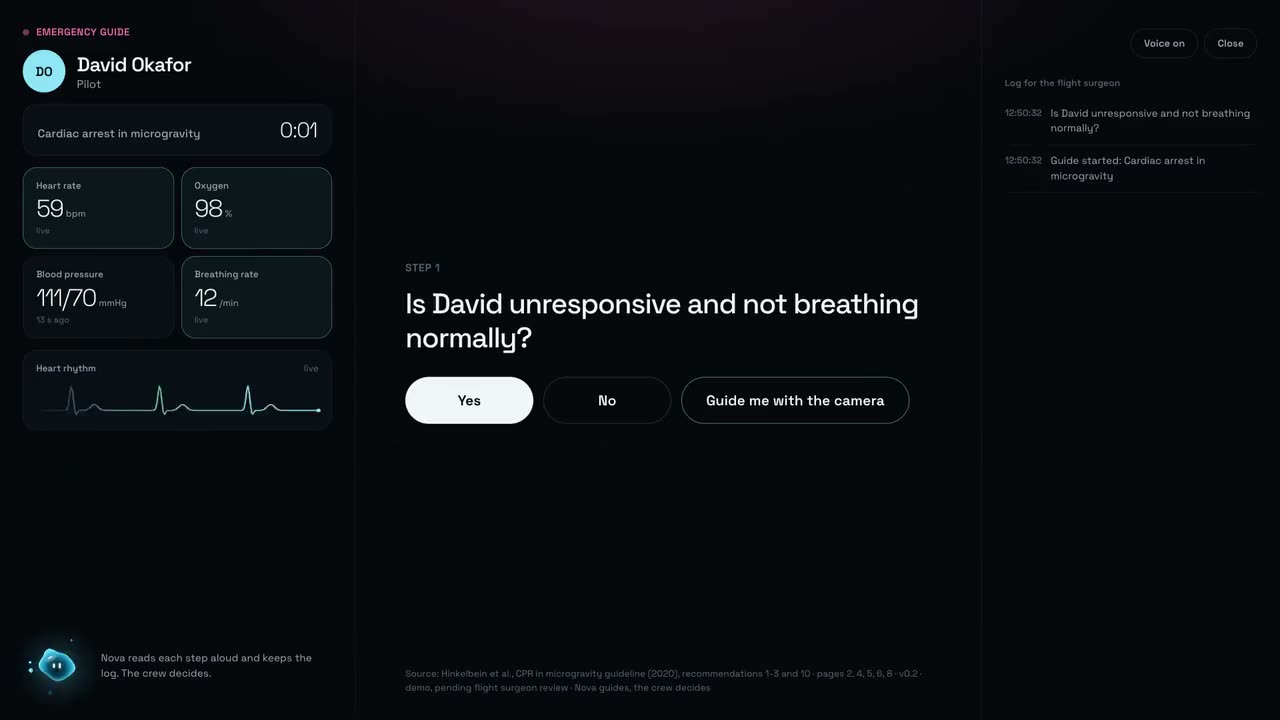 EMERGENCY GUIDE
DO
David Okafor
Pilot
Cardiac arrest in microgravity
0:01
Heart rate
59 bpm
live
Oxygen
98 %
live
Blood pressure
111/70 mmHg
13 s ago
Breathing rate
12 /min
live
Heart rhythm
live
Nova reads each step aloud and keeps the
log. The crew decides.
STEP 1
Is David unresponsive and not breathing
normally?
Yes
No
Guide me with the camera
Source: Hinkelbein et al., CPR in microgravity guideline (2020), recommendations 1-3 and 10 · pages 2, 4, 5, 6, 8 · v0.2 ·
demo, pending flight surgeon review · Nova guides, the crew decides
Voice on
Close
Log for the flight surgeon
12:50:32 Is David unresponsive and not breathing
normally?
12:50:32 Guide started: Cardiac arrest in
microgravity